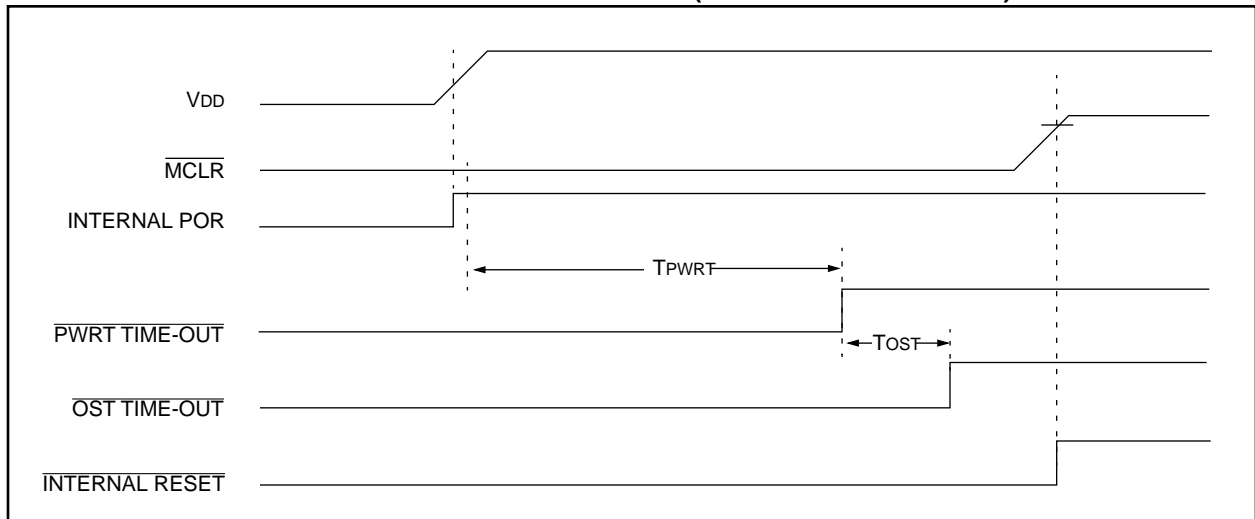 VDD
MCLR
INTERNAL POR
TPWRT
PWRT TIME-OUT
TOST
OST TIME-OUT
INTERNAL RESET